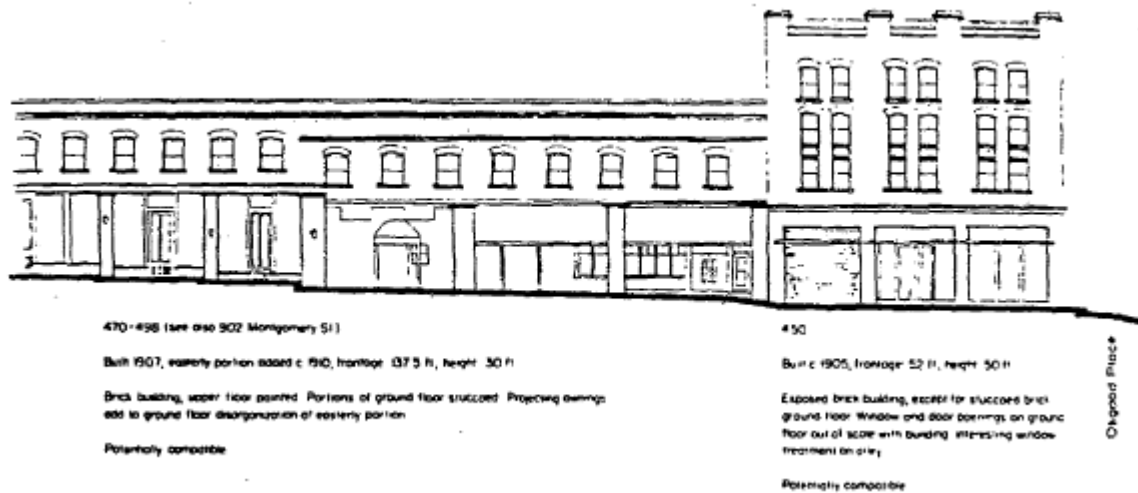 470-498 (see also 902 Montgomery St)
Built 1907, easterly portion added c 1910, frontage 137.5 ft, height 30 ft
Brick building, upper floor painted. Portions of ground floor stuccoed. Projecting awnings
add to ground floor disorganization of easterly portion
Potentially compatible
450
Built c 1905, frontage 52 ft, height 50 ft
Exposed brick building, except for stuccoed brick
ground floor. Window and door openings on ground
floor out of scale with building. Interesting window
treatment on alley
Potentially compatible
Osgood Place